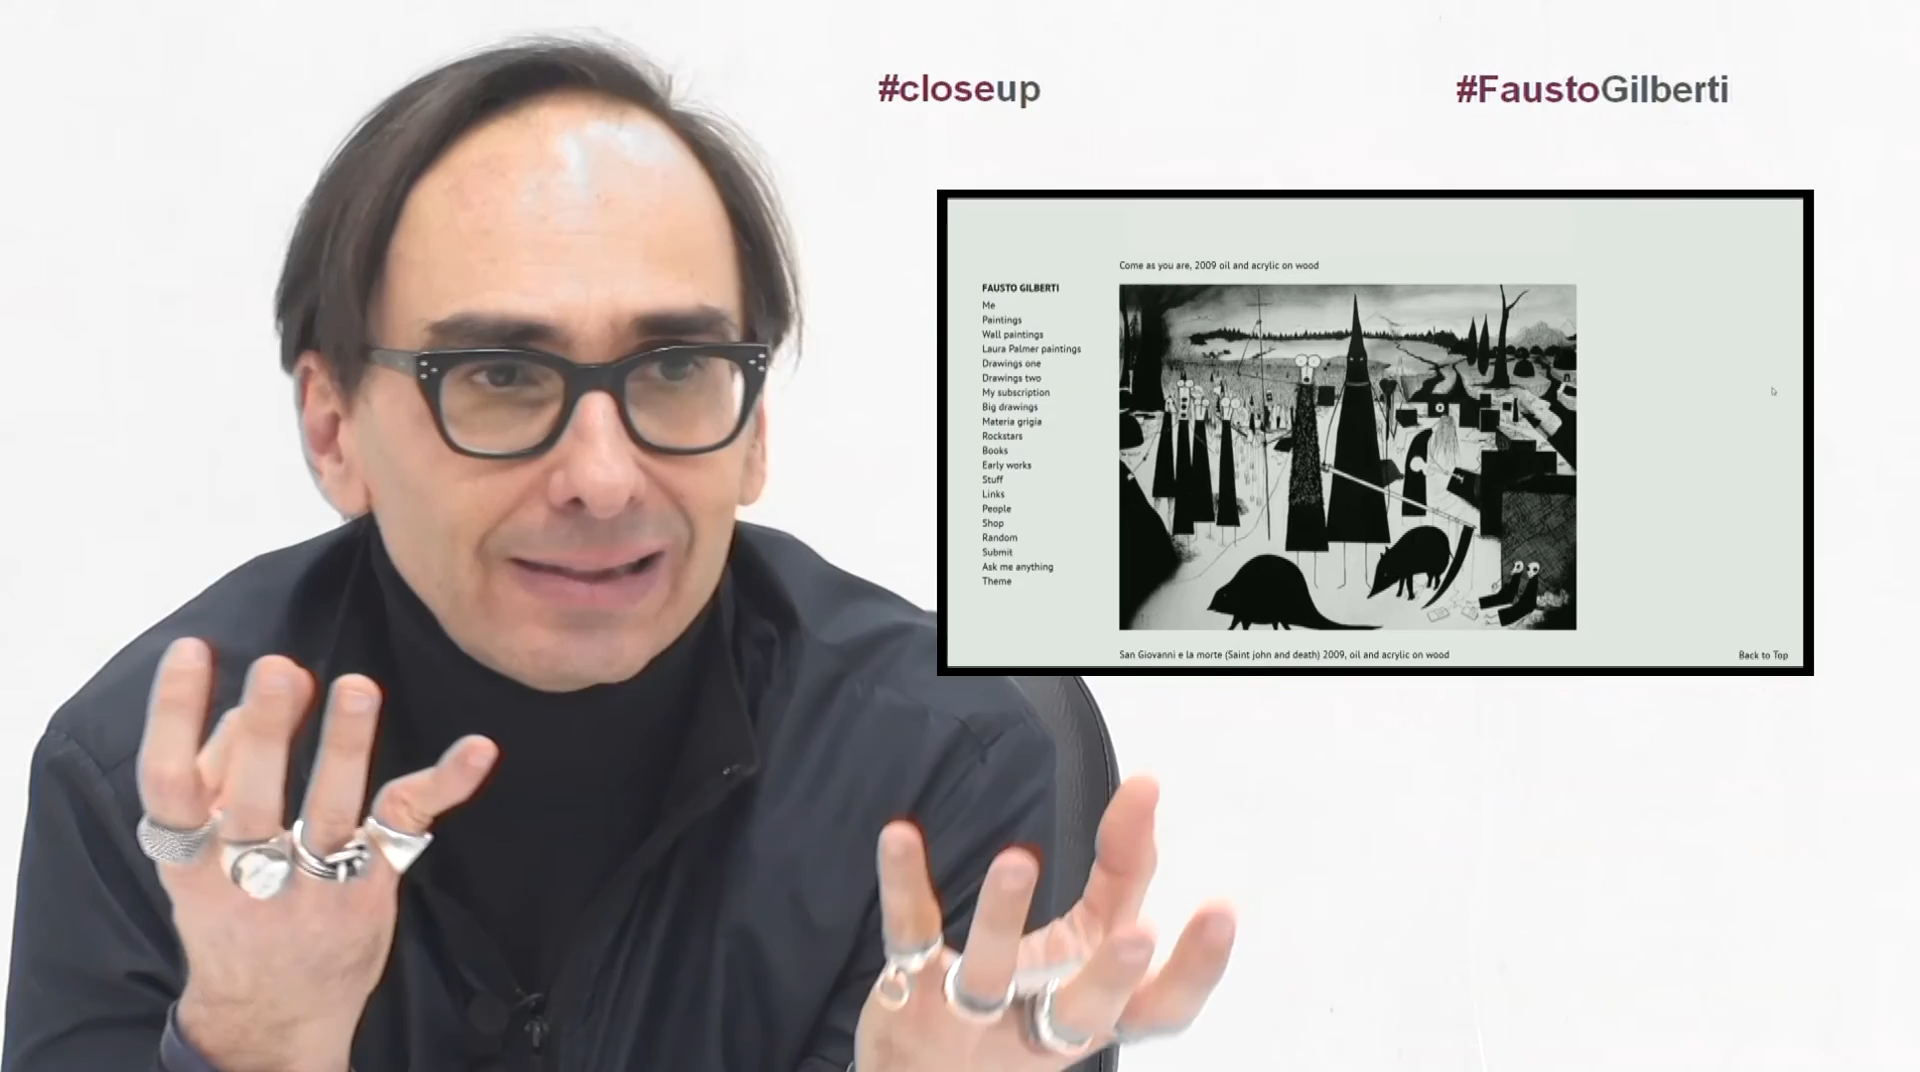 #closeup
#FaustoGilberti
Come as you are, 2009 oil and acrylic on wood
FAUSTO GILBERTI
Me
Paintings
Wall paintings
Laura Palmer paintings
Drawings one
Drawings two
My subscription
Big drawings
Materia grigia
Rockstars
Books
Early works
Stuff
Links
People
Shop
Random
Submit
Ask me anything
Theme
San Giovanni e la morte (Saint john and death) 2009, oil and acrylic on wood
Back to Top